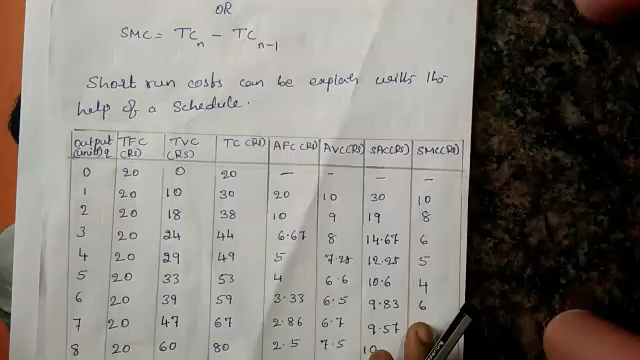 OR
SMC = TCn - TCn-1
Short run costs can be explain with the
help of a Schedule.
Output (units) q TFC (RS) TVC (RS) TC (RS) AFC (RS) AVC (RS) SAC (RS) SMC (RS)
0 20 0 20 - - - -
1 20 10 30 20 10 30 10
2 20 18 38 10 9 19 8
3 20 24 44 6.67 8 14.67 6
4 20 29 49 5 7.25 12.25 5
5 20 33 53 4 6.6 10.6 4
6 20 39 59 3.33 6.5 9.83 6
7 20 47 67 2.86 6.7 9.57
8 20 60 80 2.5 7.5 10